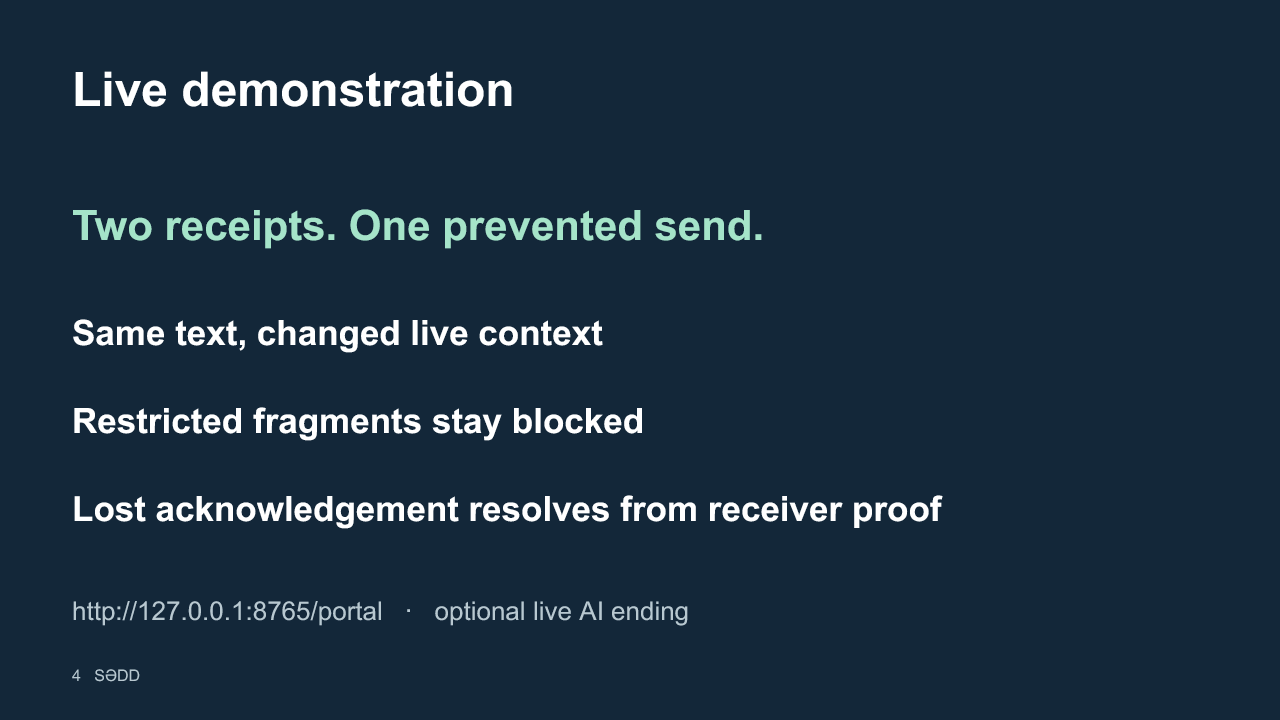 Live demonstration
Two receipts. One prevented send.
Same text, changed live context
Restricted fragments stay blocked
Lost acknowledgement resolves from receiver proof
http://127.0.0.1:8765/portal · optional live AI ending
4 SƏDD